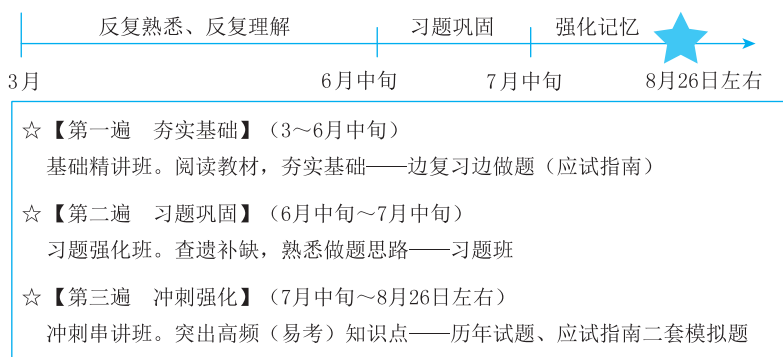 反复熟悉、反复理解 习题巩固 强化记忆
3月 6月中旬 7月中旬 8月26日左右
☆【第一遍 夯实基础】（3～6月中旬）
基础精讲班。阅读教材，夯实基础——边复习边做题（应试指南）
☆【第二遍 习题巩固】（6月中旬～7月中旬）
习题强化班。查遗补缺，熟悉做题思路——习题班
☆【第三遍 冲刺强化】（7月中旬～8月26日左右）
冲刺串讲班。突出高频（易考）知识点——历年试题、应试指南二套模拟题